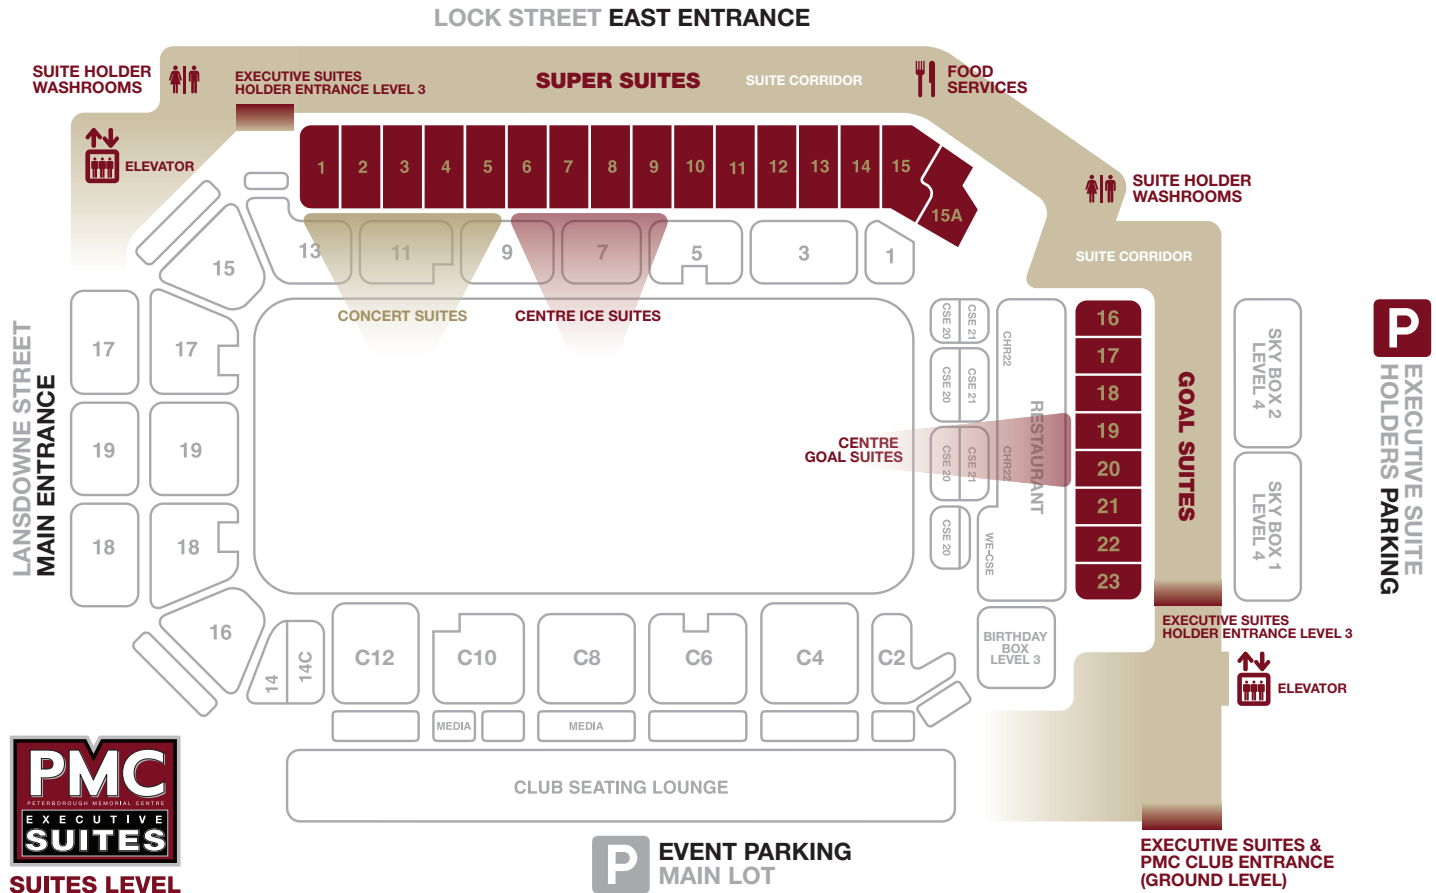 LOCK STREET EAST ENTRANCE
SUITE HOLDER
WASHROOMS
EXECUTIVE SUITES
HOLDER ENTRANCE LEVEL 3
SUPER SUITES
SUITE CORRIDOR
FOOD
SERVICES
ELEVATOR
1 2 3 4 5 6 7 8 9 10 11 12 13 14 15
15A
SUITE HOLDER
WASHROOMS
SUITE CORRIDOR
15 13 11 9 7 5 3 1
CONCERT SUITES
CENTRE ICE SUITES
LANSDOWNE STREET
MAIN ENTRANCE
17 17
19 19
18 18
16
14
14C
CSE 20
CSE 21
CSE 20
CSE 21
CSE 20
CSE 21
CSE 20
CHR22
CHR22
RESTAURANT
WE-CSE
CENTRE
GOAL SUITES
16
17
18
19
20
21
22
23
GOAL SUITES
SKY BOX 2
LEVEL 4
SKY BOX 1
LEVEL 4
P
EXECUTIVE SUITE
HOLDERS PARKING
EXECUTIVE SUITES
HOLDER ENTRANCE LEVEL 3
ELEVATOR
BIRTHDAY
BOX
LEVEL 3
C12 C10 C8 C6 C4 C2
MEDIA
MEDIA
CLUB SEATING LOUNGE
PMC
PETERBOROUGH MEMORIAL CENTRE
EXECUTIVE
SUITES
SUITES LEVEL
P
EVENT PARKING
MAIN LOT
EXECUTIVE SUITES &
PMC CLUB ENTRANCE
(GROUND LEVEL)